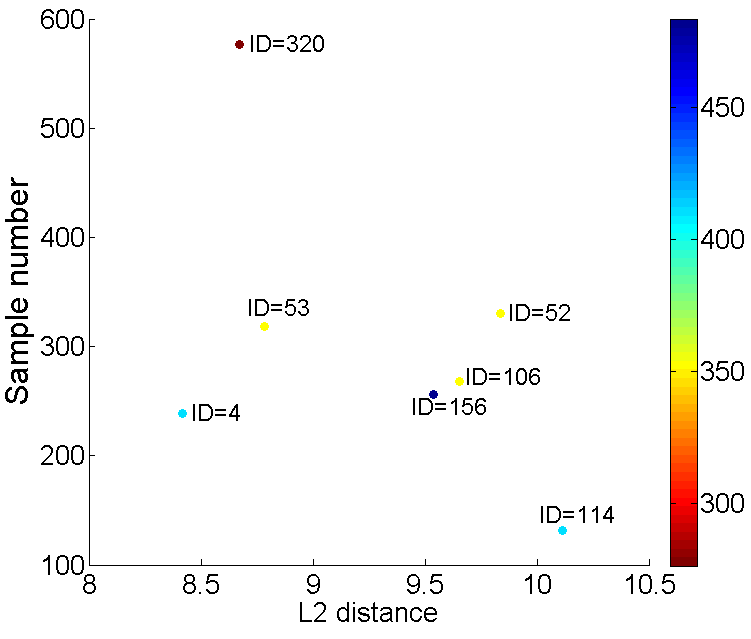 600
500
400
300
200
100
Sample number
ID=320
ID=53
ID=52
ID=106
ID=156
ID=4
ID=114
8
8.5
9
9.5
10
10.5
L2 distance
450
400
350
300